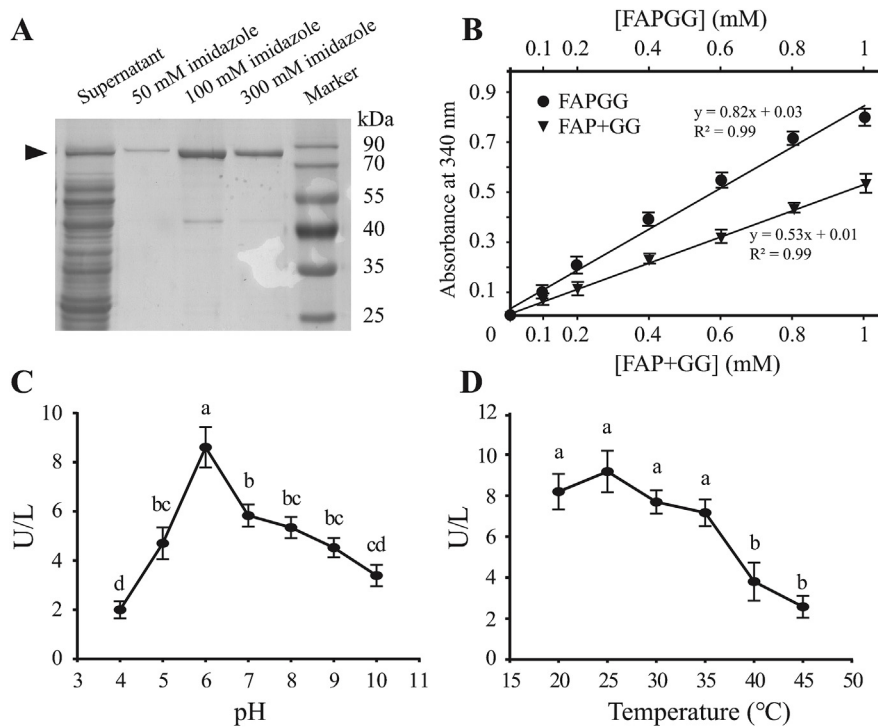 A
Supernatant
50 mM imidazole
100 mM imidazole
300 mM imidazole
Marker
kDa
90
70
55
40
35
25
B
[FAPGG] (mM)
0.1 0.2 0.4 0.6 0.8 1
Absorbance at 340 nm
0.9
0.7
0.5
0.3
0.1
0
FAPGG
FAP+GG
y = 0.82x + 0.03
R² = 0.99
y = 0.53x + 0.01
R² = 0.99
0.1 0.2 0.4 0.6 0.8 1
[FAP+GG] (mM)
C
U/L
10
8
6
4
2
0
d
bc
a
b
bc
bc
cd
3 4 5 6 7 8 9 10 11
pH
D
U/L
12
10
8
6
4
2
0
a
a
a
a
b
b
15 20 25 30 35 40 45 50
Temperature (°C)